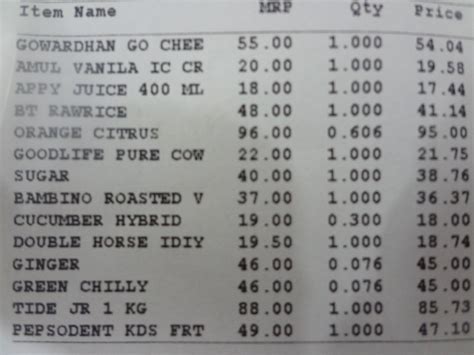 Item Name MRP Qty Price
GOWARDHAN GO CHEE 55.00 1.000 54.04
AMUL VANILA IC CR 20.00 1.000 19.58
APPY JUICE 400 ML 18.00 1.000 17.44
BT RAWRICE 48.00 1.000 41.14
ORANGE CITRUS 96.00 0.606 95.00
GOODLIFE PURE COW 22.00 1.000 21.75
SUGAR 40.00 1.000 38.76
BAMBINO ROASTED V 37.00 1.000 36.37
CUCUMBER HYBRID 19.00 0.300 18.00
DOUBLE HORSE IDIY 19.50 1.000 18.74
GINGER 46.00 0.076 45.00
GREEN CHILLY 46.00 0.076 45.00
TIDE JR 1 KG 88.00 1.000 85.73
PEPSODENT KDS FRT 49.00 1.000 47.10